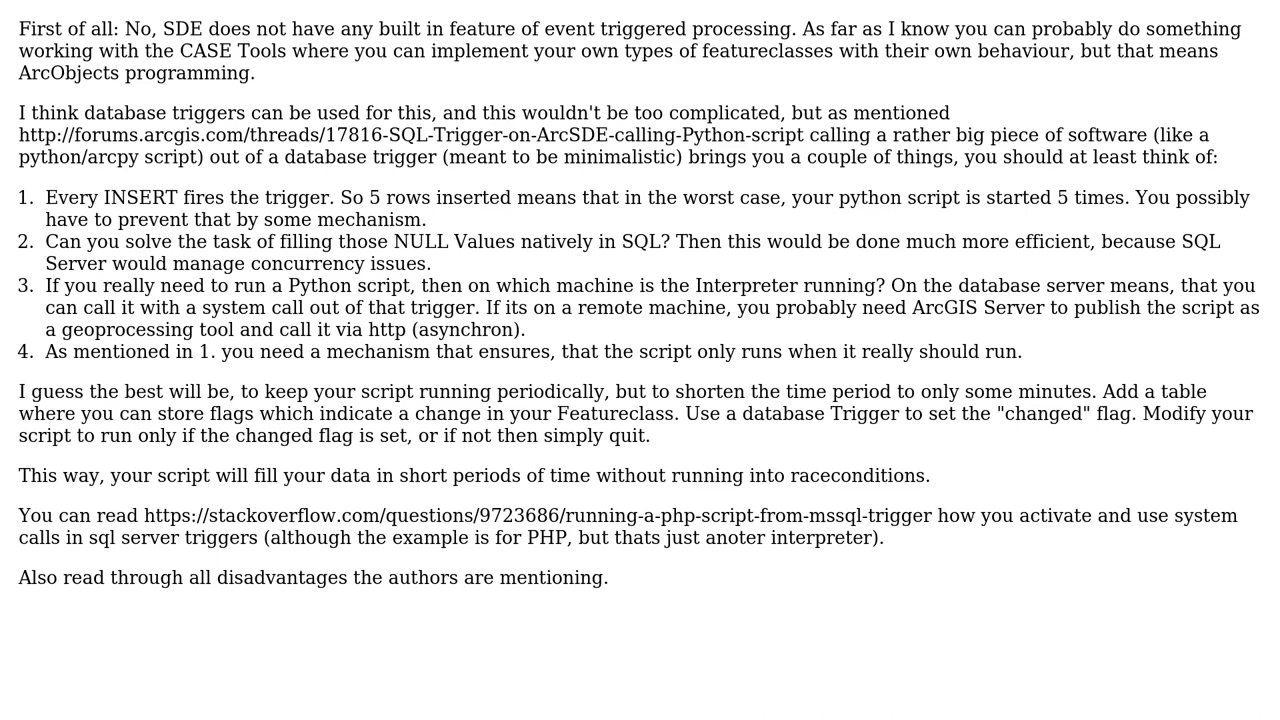 First of all: No, SDE does not have any built in feature of event triggered processing. As far as I know you can probably do something
working with the CASE Tools where you can implement your own types of featureclasses with their own behaviour, but that means
ArcObjects programming.
I think database triggers can be used for this, and this wouldn't be too complicated, but as mentioned
http://forums.arcgis.com/threads/17816-SQL-Trigger-on-ArcSDE-calling-Python-script calling a rather big piece of software (like a
python/arcpy script) out of a database trigger (meant to be minimalistic) brings you a couple of things, you should at least think of:
1. Every INSERT fires the trigger. So 5 rows inserted means that in the worst case, your python script is started 5 times. You possibly
have to prevent that by some mechanism.
2. Can you solve the task of filling those NULL Values natively in SQL? Then this would be done much more efficient, because SQL
Server would manage concurrency issues.
3. If you really need to run a Python script, then on which machine is the Interpreter running? On the database server means, that you
can call it with a system call out of that trigger. If its on a remote machine, you probably need ArcGIS Server to publish the script as
a geoprocessing tool and call it via http (asynchron).
4. As mentioned in 1. you need a mechanism that ensures, that the script only runs when it really should run.
I guess the best will be, to keep your script running periodically, but to shorten the time period to only some minutes. Add a table
where you can store flags which indicate a change in your Featureclass. Use a database Trigger to set the "changed" flag. Modify your
script to run only if the changed flag is set, or if not then simply quit.
This way, your script will fill your data in short periods of time without running into raceconditions.
You can read https://stackoverflow.com/questions/9723686/running-a-php-script-from-mssql-trigger how you activate and use system
calls in sql server triggers (although the example is for PHP, but thats just anoter interpreter).
Also read through all disadvantages the authors are mentioning.